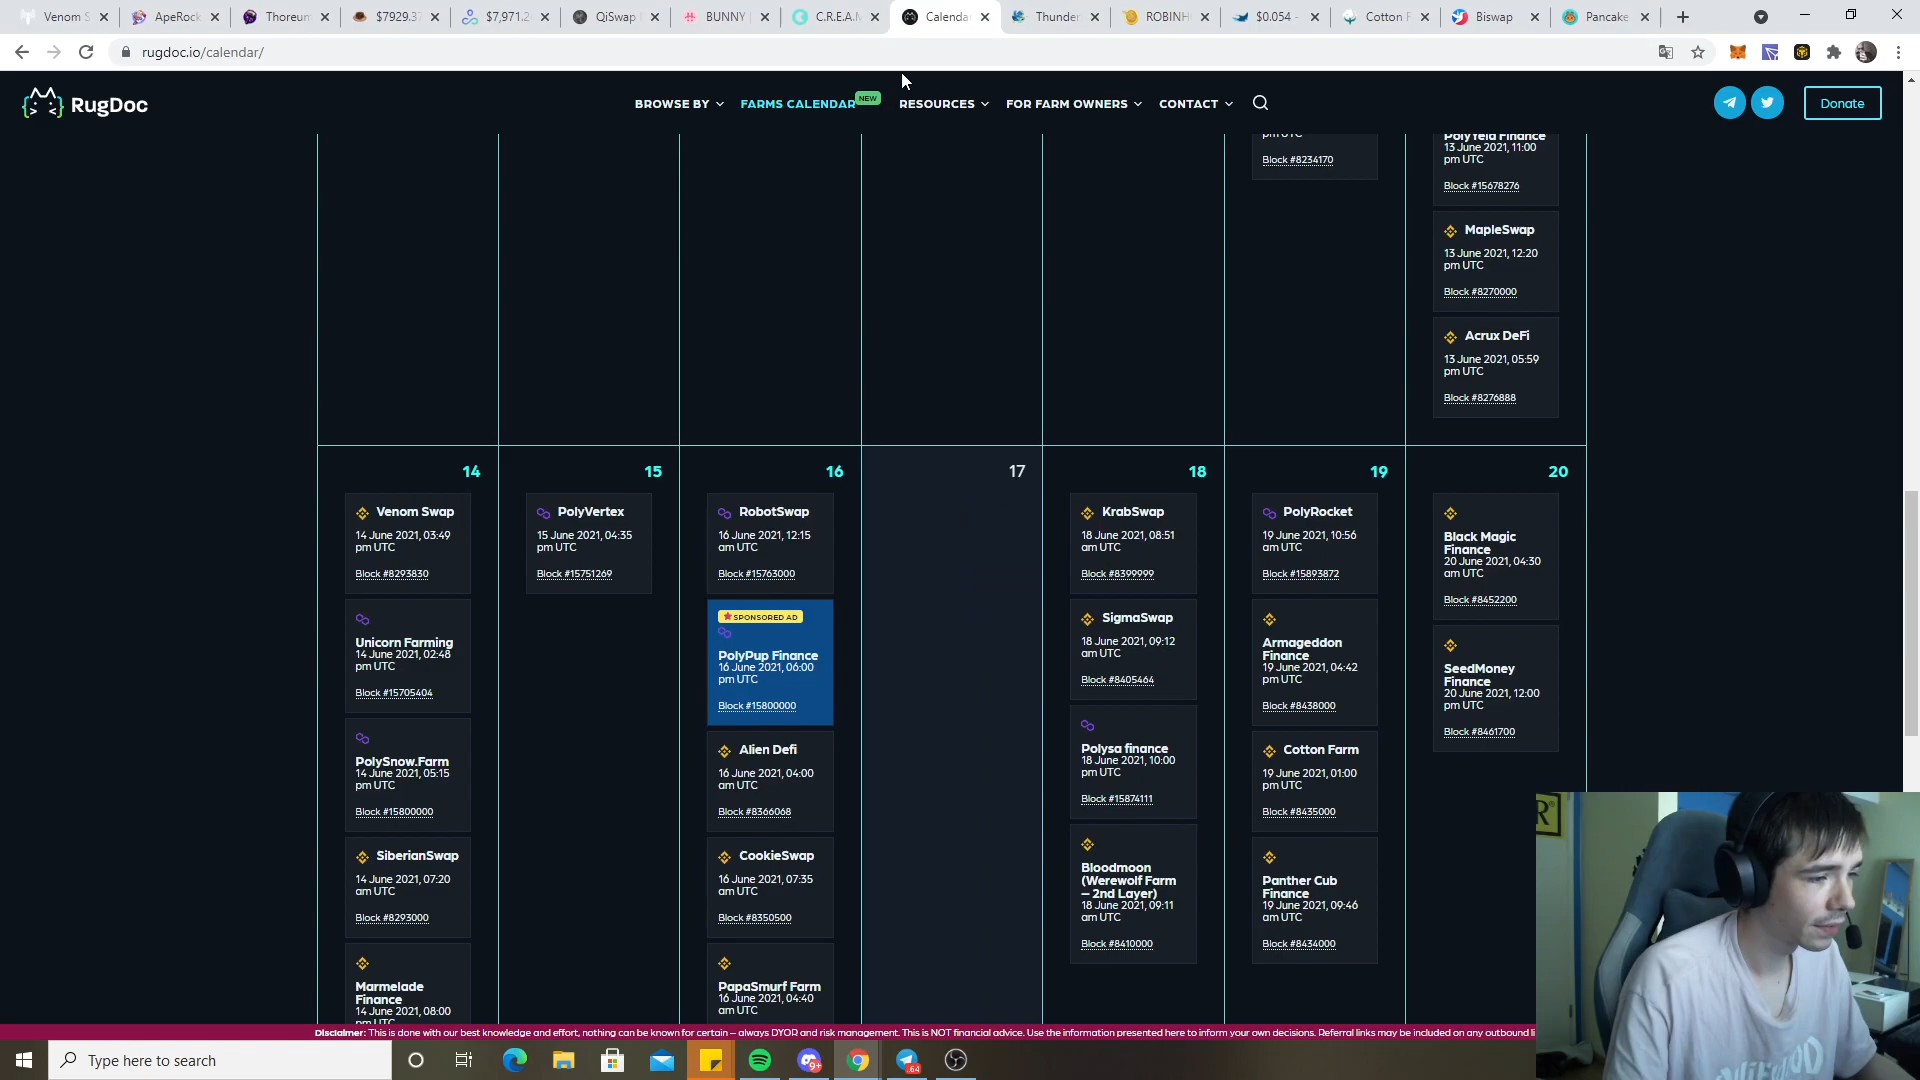 Venom S
ApeRock
Thoreum
$7929.37
$7,971.2
QiSwap
BUNNY
C.R.E.A.M
Calenda
Thunder
ROBINH
$0.054 -
Cotton F
Biswap
Pancake
rugdoc.io/calendar/
RugDoc
BROWSE BY
FARMS CALENDAR
NEW
RESOURCES
FOR FARM OWNERS
CONTACT
Donate
pm UTC
Block #8234170
PolyYeld Finance
13 June 2021, 11:00
pm UTC
Block #15678276
MapleSwap
13 June 2021, 12:20
pm UTC
Block #8270000
Acrux DeFi
13 June 2021, 05:59
pm UTC
Block #8276888
14
Venom Swap
14 June 2021, 03:49
pm UTC
Block #8293830
Unicorn Farming
14 June 2021, 02:48
pm UTC
Block #15705404
PolySnow.Farm
14 June 2021, 05:15
pm UTC
Block #15800000
SiberianSwap
14 June 2021, 07:20
am UTC
Block #8293000
Marmelade
Finance
14 June 2021, 08:00
pm UTC
15
PolyVertex
15 June 2021, 04:35
pm UTC
Block #15751269
16
RobotSwap
16 June 2021, 12:15
am UTC
Block #15763000
SPONSORED AD
PolyPup Finance
16 June 2021, 06:00
pm UTC
Block #15800000
Alien Defi
16 June 2021, 04:00
am UTC
Block #8366068
CookieSwap
16 June 2021, 07:35
am UTC
Block #8350500
PapaSmurf Farm
16 June 2021, 04:40
am UTC
17
18
KrabSwap
18 June 2021, 08:51
am UTC
Block #8399999
SigmaSwap
18 June 2021, 09:12
am UTC
Block #8405464
Polysa finance
18 June 2021, 10:00
pm UTC
Block #15874111
Bloodmoon
(Werewolf Farm
– 2nd Layer)
18 June 2021, 09:11
am UTC
Block #8410000
19
PolyRocket
19 June 2021, 10:56
am UTC
Block #15893872
Armageddon
Finance
19 June 2021, 04:42
pm UTC
Block #8438000
Cotton Farm
19 June 2021, 01:00
pm UTC
Block #8435000
Panther Cub
Finance
19 June 2021, 09:46
am UTC
Block #8434000
20
Black Magic
Finance
20 June 2021, 04:30
am UTC
Block #8452200
SeedMoney
Finance
20 June 2021, 12:00
pm UTC
Block #8461700
Disclaimer: This is done with our best knowledge and effort, nothing can be known for certain – always DYOR and risk management. This is NOT financial advice. Use the information presented here to inform your own decisions. Referral links may be included on any outbound li
Type here to search
9+
64